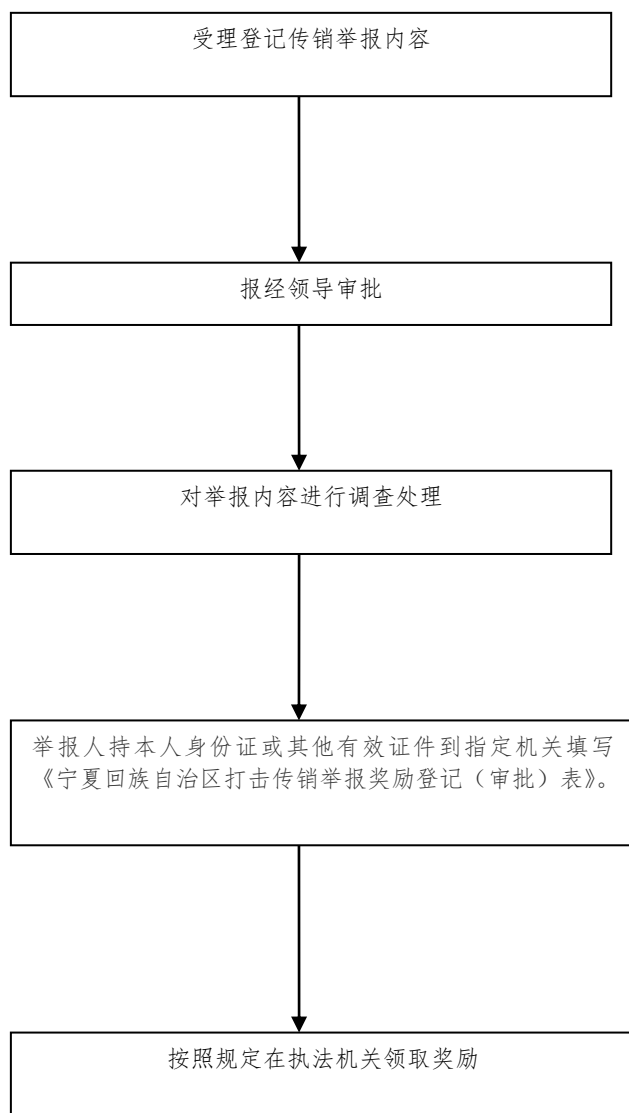 受理登记传销举报内容
报经领导审批
对举报内容进行调查处理
举报人持本人身份证或其他有效证件到指定机关填写
《宁夏回族自治区打击传销举报奖励登记（审批）表》。
按照规定在执法机关领取奖励